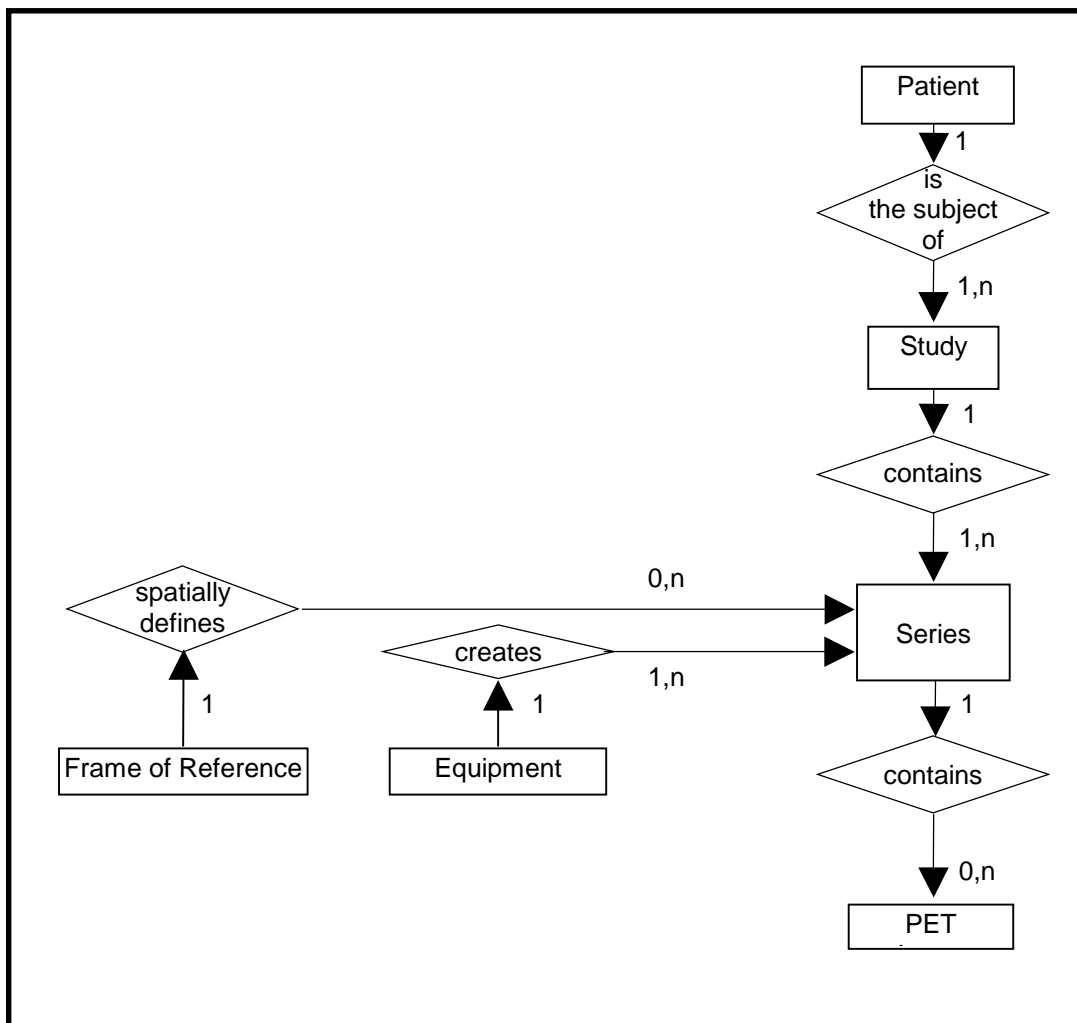 Patient
1
is
the subject
of
1,n
Study
1
contains
1,n
spatially
defines
0,n
Series
creates
1,n
1
1
1
Frame of Reference
Equipment
contains
0,n
PET